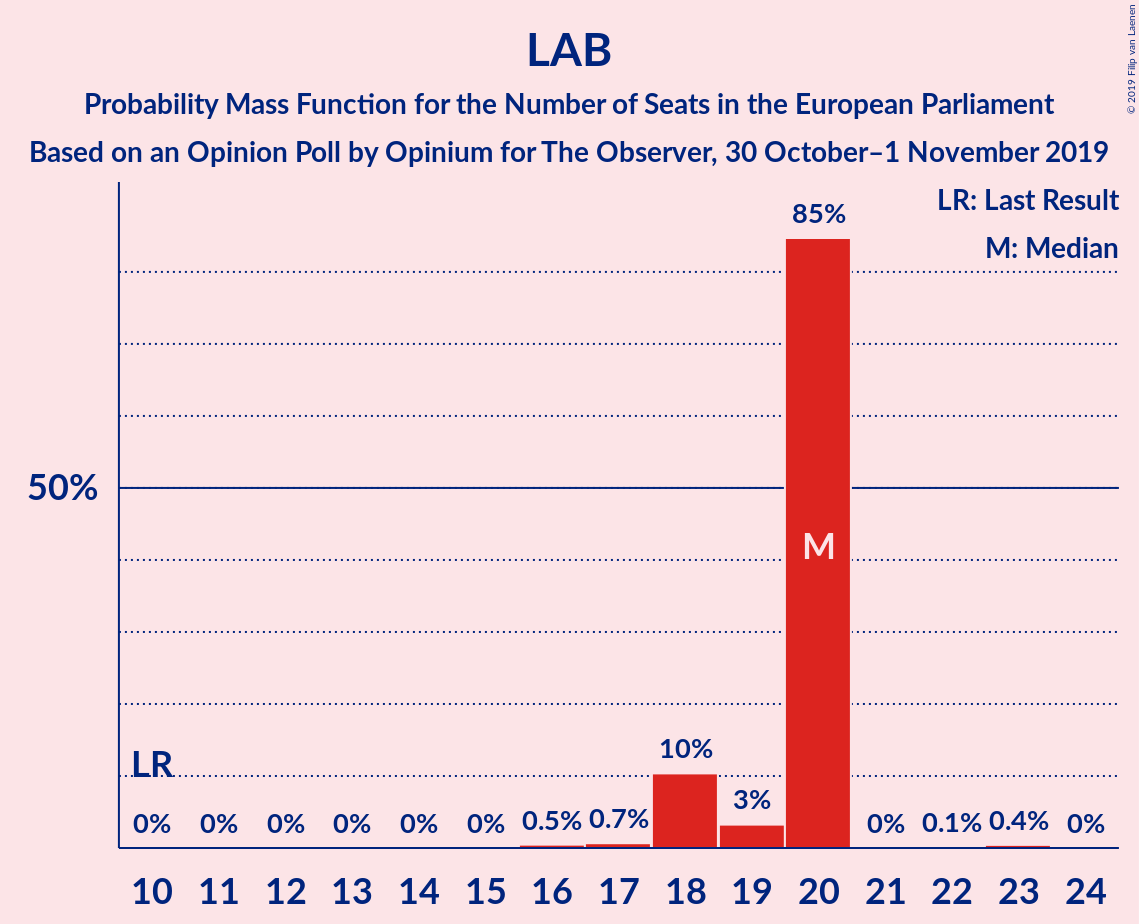 LAB
Probability Mass Function for the Number of Seats in the European Parliament
Based on an Opinion Poll by Opinium for The Observer, 30 October–1 November 2019
© 2019 Filip van Laenen
LR: Last Result
M: Median
85%
50%
M
LR
10%
3%
0% 0% 0% 0% 0% 0% 0.5% 0.7% 0% 0.1% 0.4% 0%
10 11 12 13 14 15 16 17 18 19 20 21 22 23 24